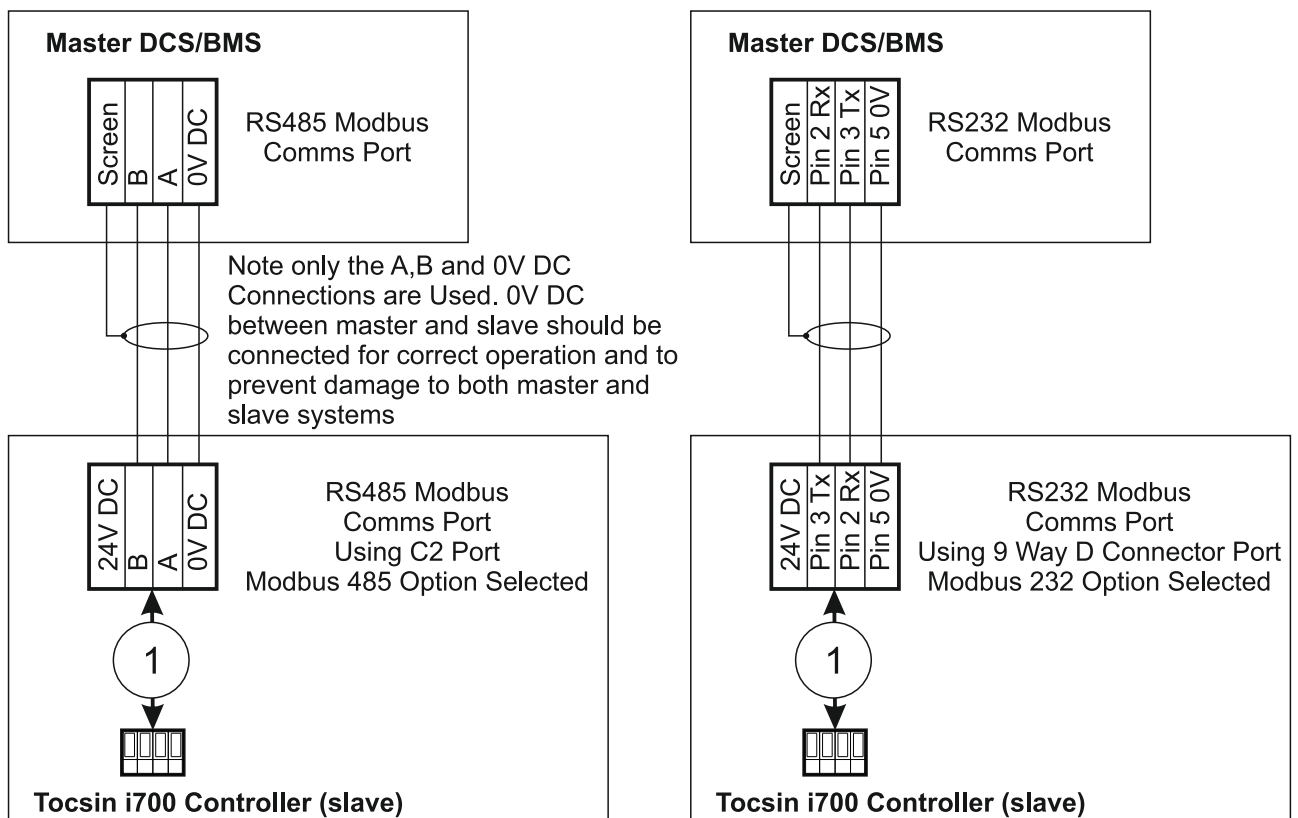 Master DCS/BMS
Screen
B
A
0V DC
RS485 Modbus
Comms Port
Note only the A,B and 0V DC
Connections are Used. 0V DC
between master and slave should be
connected for correct operation and to
prevent damage to both master and
slave systems
24V DC
B
A
0V DC
RS485 Modbus
Comms Port
Using C2 Port
Modbus 485 Option Selected
1
Tocsin i700 Controller (slave)
Master DCS/BMS
Screen
Pin 2 Rx
Pin 3 Tx
Pin 5 0V
RS232 Modbus
Comms Port
24V DC
Pin 3 Tx
Pin 2 Rx
Pin 5 0V
RS232 Modbus
Comms Port
Using 9 Way D Connector Port
Modbus 232 Option Selected
1
Tocsin i700 Controller (slave)